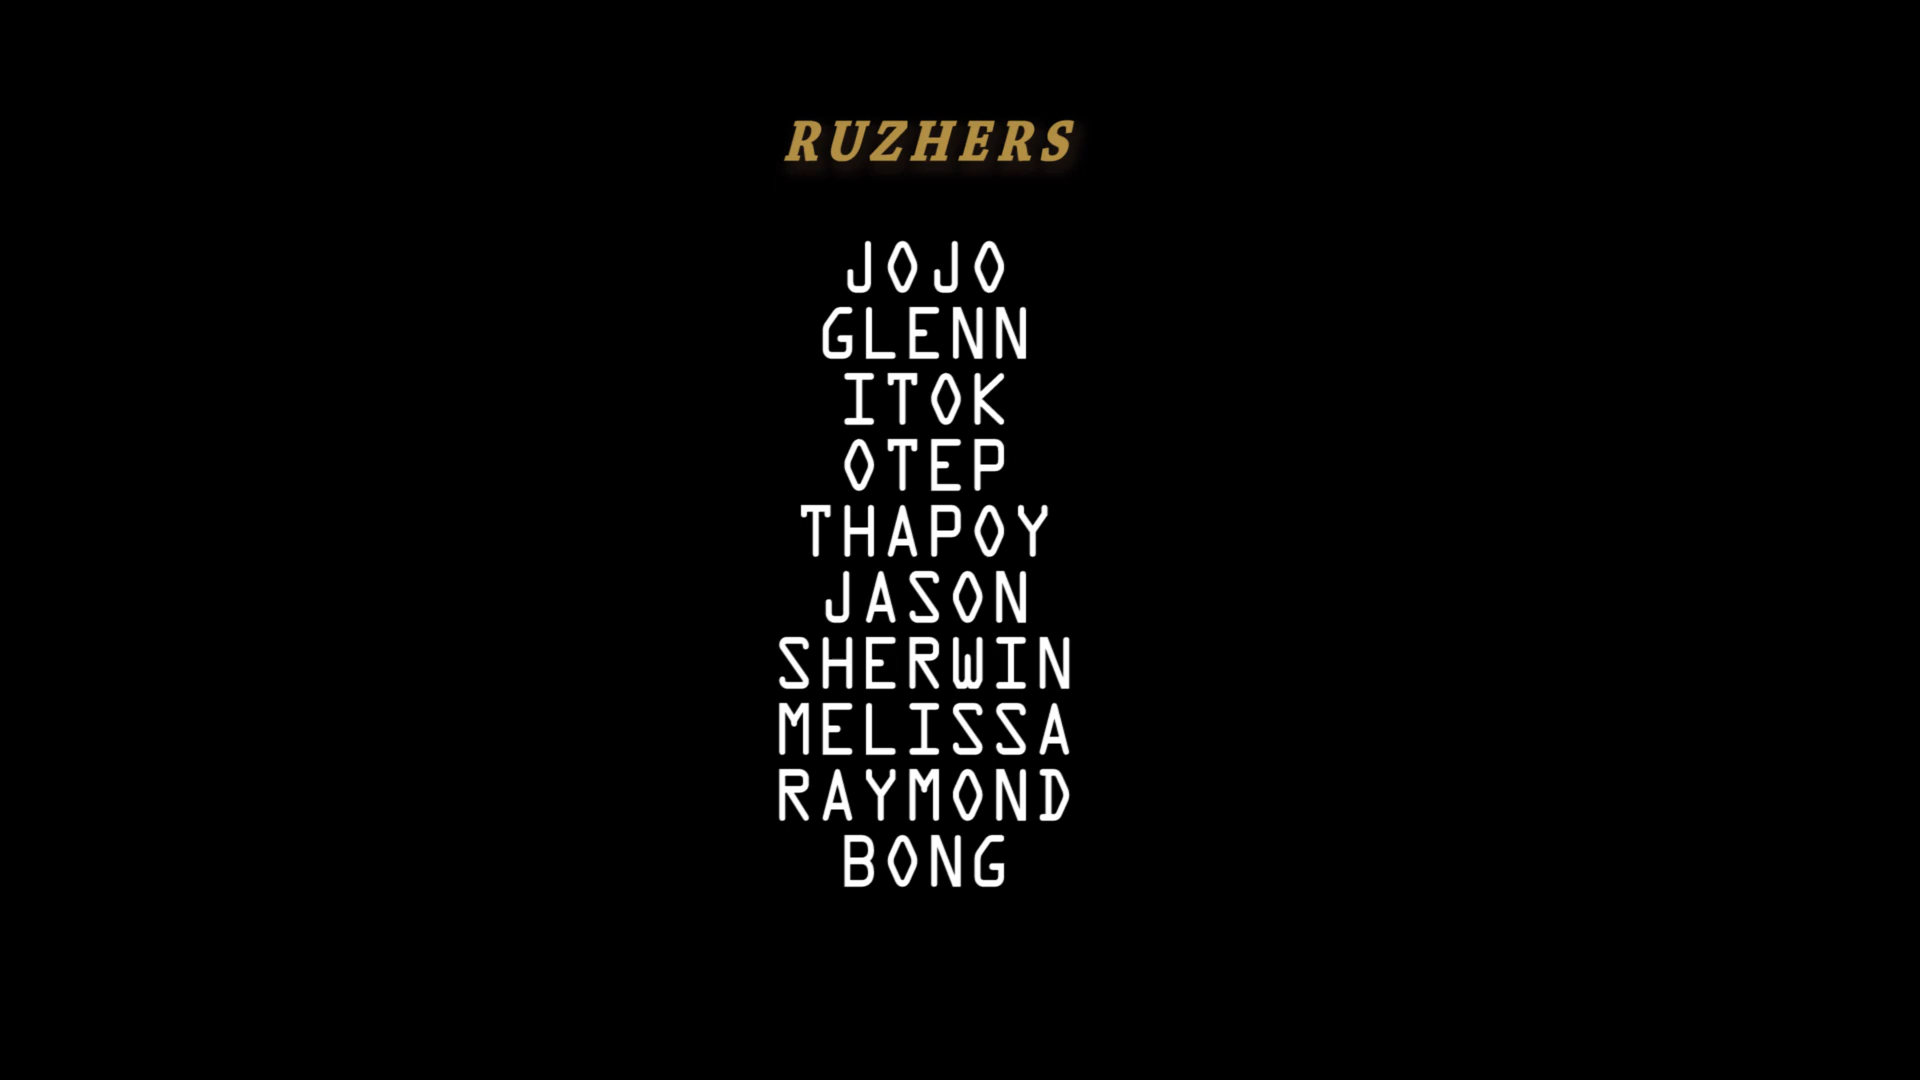 RUZHERS
JOJO
GLENN
ITOK
OTEP
THAPOY
JASON
SHERWIN
MELISSA
RAYMOND
BONG